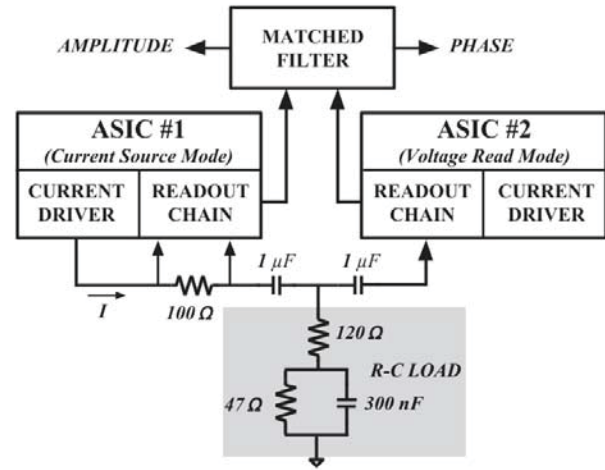 AMPLITUDE
MATCHED
FILTER
PHASE
ASIC #1
(Current Source Mode)
CURRENT
DRIVER
READOUT
CHAIN
ASIC #2
(Voltage Read Mode)
READOUT
CHAIN
CURRENT
DRIVER
I
100 Ω
1 μF
1 μF
120 Ω
R-C LOAD
47 Ω
300 nF